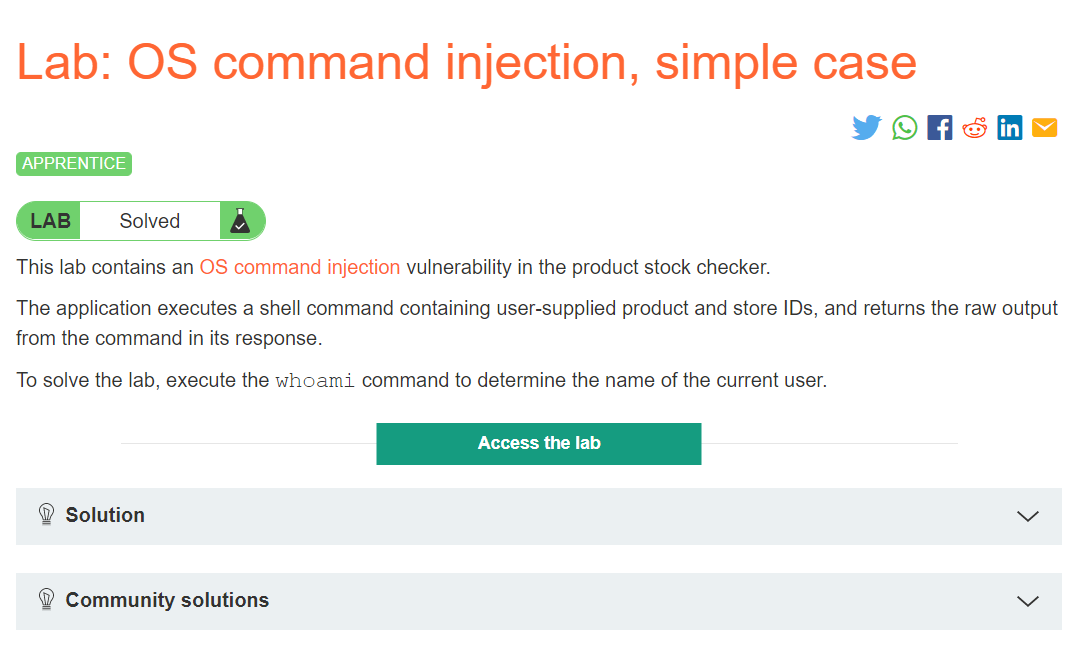 Lab: OS command injection, simple case
APPRENTICE
LAB Solved
This lab contains an OS command injection vulnerability in the product stock checker.
The application executes a shell command containing user-supplied product and store IDs, and returns the raw output
from the command in its response.
To solve the lab, execute the whoami command to determine the name of the current user.
Access the lab
Solution
Community solutions